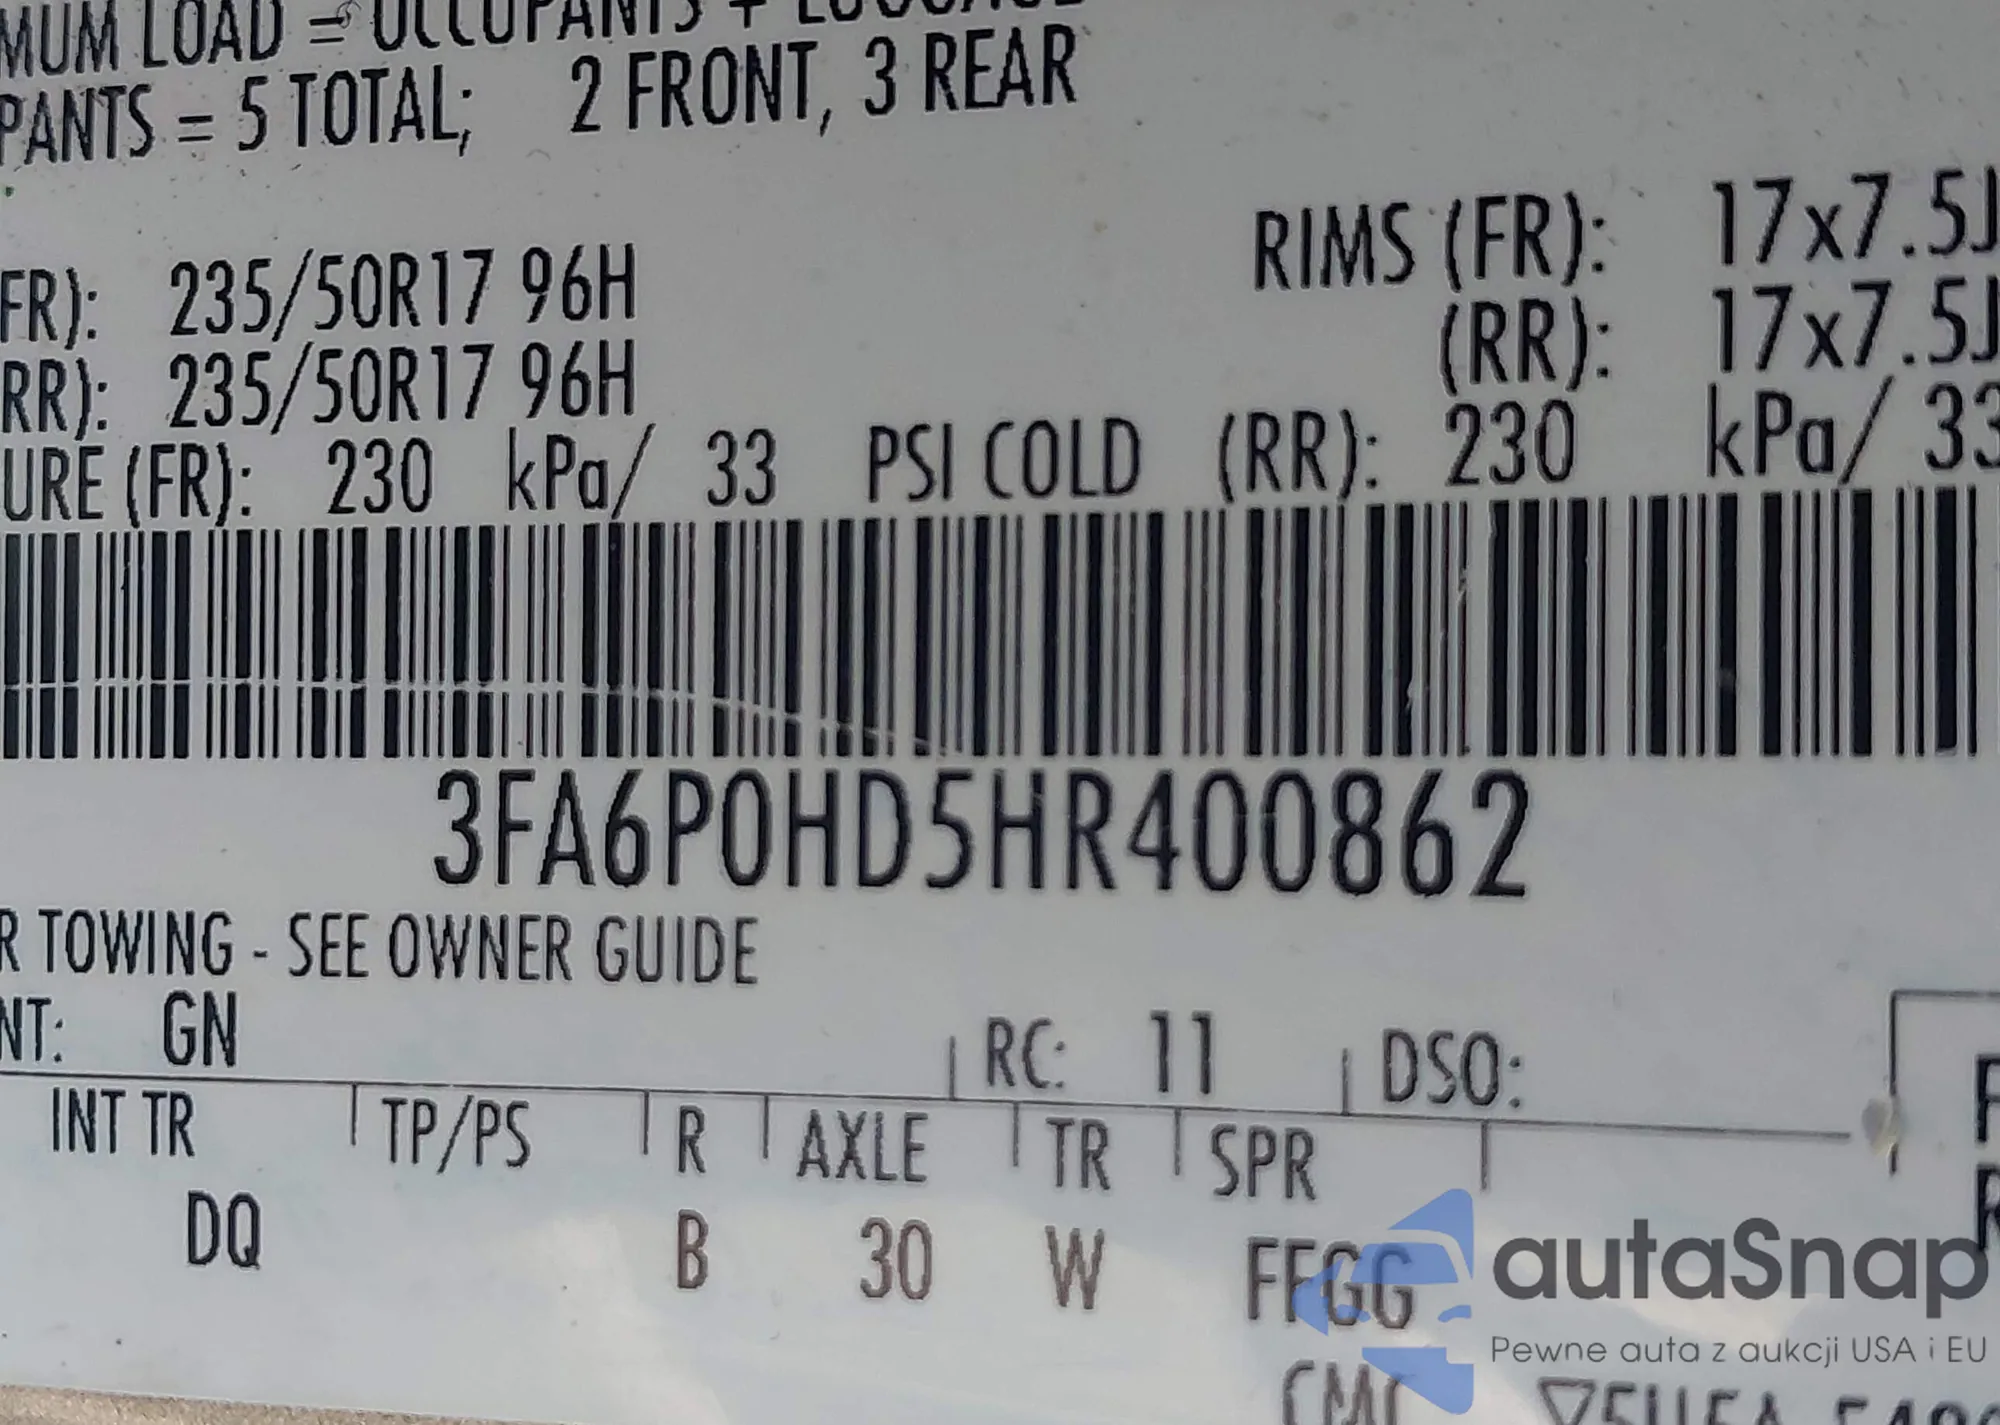 MUM LOAD = OCCUPANTS + LUGGAGE
PANTS = 5 TOTAL; 2 FRONT, 3 REAR
FR): 235/50R17 96H RIMS (FR): 17x7.5J
RR): 235/50R17 96H (RR): 17x7.5J
URE (FR): 230 kPa/ 33 PSI COLD (RR): 230 kPa/ 33
3FA6P0HD5HR400862
R TOWING - SEE OWNER GUIDE
NT: GN RC: 11 DSO:
INT TR TP/PS R AXLE TR SPR
DQ B 30 W FFGG
autaSnap
Pewne auta z aukcji USA i EU